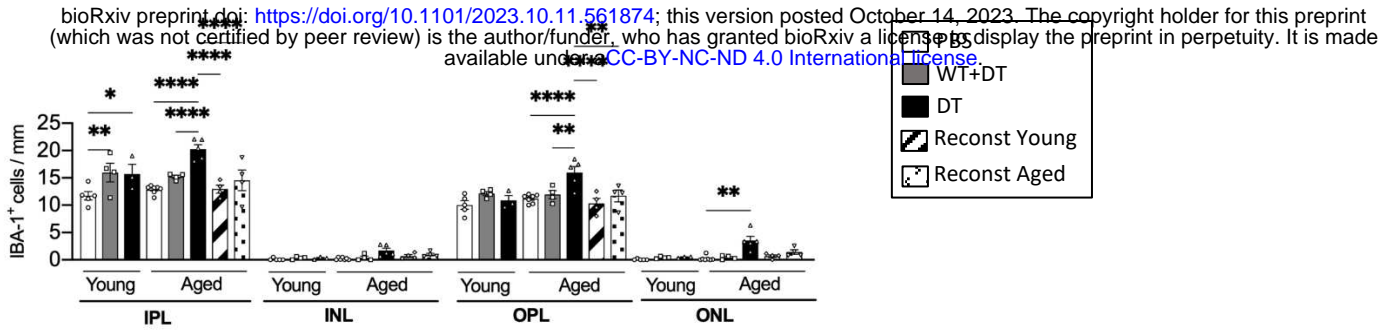 bioRxiv preprint doi: https://doi.org/10.1101/2023.10.11.561874; this version posted October 14, 2023. The copyright holder for this preprint
(which was not certified by peer review) is the author/funder, who has granted bioRxiv a license to display the preprint in perpetuity. It is made
available under aCC-BY-NC-ND 4.0 International license.
PBS
WT+DT
DT
Reconst Young
Reconst Aged
****
****
****
**
****
****
****
*
**
****
**
**
IBA-1+ cells / mm
25
20
15
10
5
0
Young Aged Young Aged Young Aged Young Aged
IPL INL OPL ONL